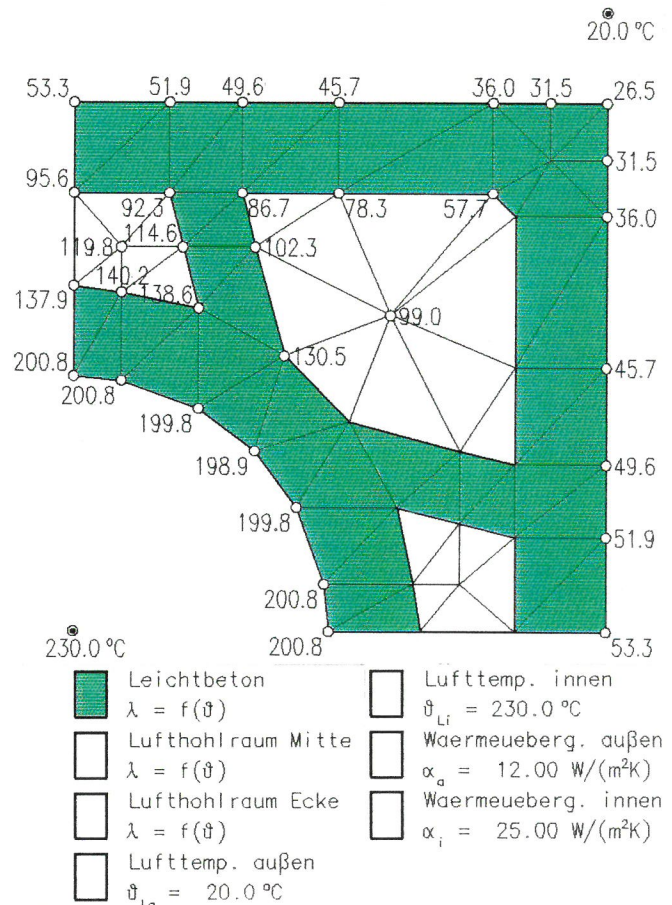 20.0 °C
53.3 51.9 49.6 45.7 36.0 31.5 26.5
31.5
95.6 92.3 86.7 78.3 57.7 36.0
119.8 114.6 102.3
140.2
137.9 138.6 99.0
130.5
200.8 200.8 45.7
199.8
198.9 49.6
199.8 51.9
200.8
200.8 53.3
230.0 °C
Leichtbeton
λ = f(ϑ)
Lufthohlraum Mitte
λ = f(ϑ)
Lufthohlraum Ecke
λ = f(ϑ)
Lufttemp. außen
ϑLa = 20.0 °C
Lufttemp. innen
ϑLi = 230.0 °C
Waermeueberg. außen
αa = 12.00 W/(m²K)
Waermeueberg. innen
αi = 25.00 W/(m²K)